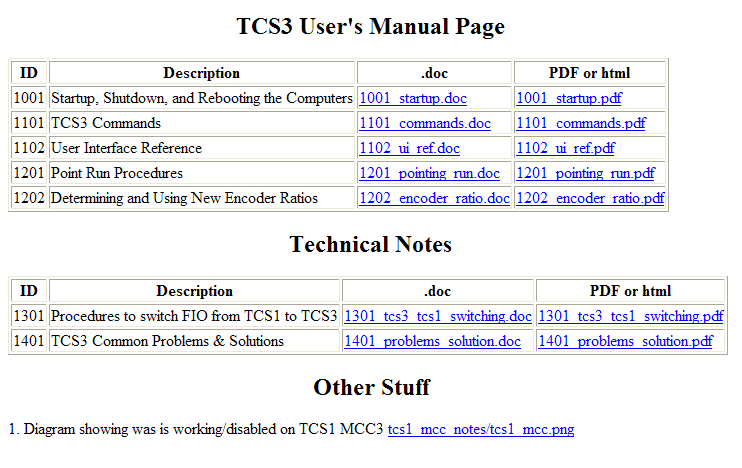 TCS3 User's Manual Page
ID Description .doc PDF or html
1001 Startup, Shutdown, and Rebooting the Computers 1001_startup.doc 1001_startup.pdf
1101 TCS3 Commands 1101_commands.doc 1101_commands.pdf
1102 User Interface Reference 1102_ui_ref.doc 1102_ui_ref.pdf
1201 Point Run Procedures 1201_pointing_run.doc 1201_pointing_run.pdf
1202 Determining and Using New Encoder Ratios 1202_encoder_ratio.doc 1202_encoder_ratio.pdf
Technical Notes
ID Description .doc PDF or html
1301 Procedures to switch FIO from TCS1 to TCS3 1301_tcs3_tcs1_switching.doc 1301_tcs3_tcs1_switching.pdf
1401 TCS3 Common Problems & Solutions 1401_problems_solution.doc 1401_problems_solution.pdf
Other Stuff
1. Diagram showing was is working/disabled on TCS1 MCC3 tcs1_mcc_notes/tcs1_mcc.png